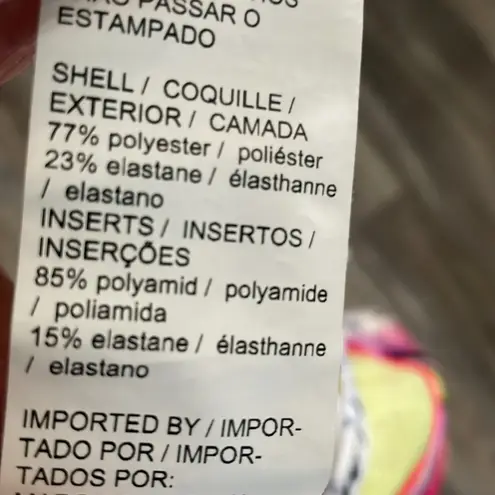 PASSAR O
ESTAMPADO
SHELL / COQUILLE /
EXTERIOR / CAMADA
77% polyester / poliéster
23% elastane / élasthanne
/ elastano
INSERTS / INSERTOS /
INSERÇÕES
85% polyamid / polyamide
/ poliamida
15% elastane / élasthanne
/ elastano
IMPORTED BY / IMPOR-
TADO POR / IMPOR-
TADOS POR: